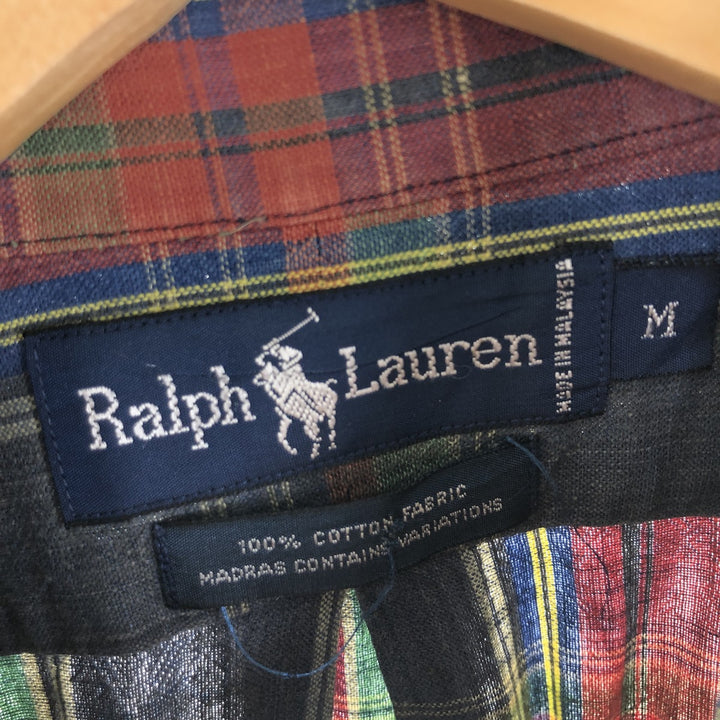 Ralph Lauren
MADE IN MALAYSIA
M
100% COTTON FABRIC
MADRAS CONTAINS VARIATIONS